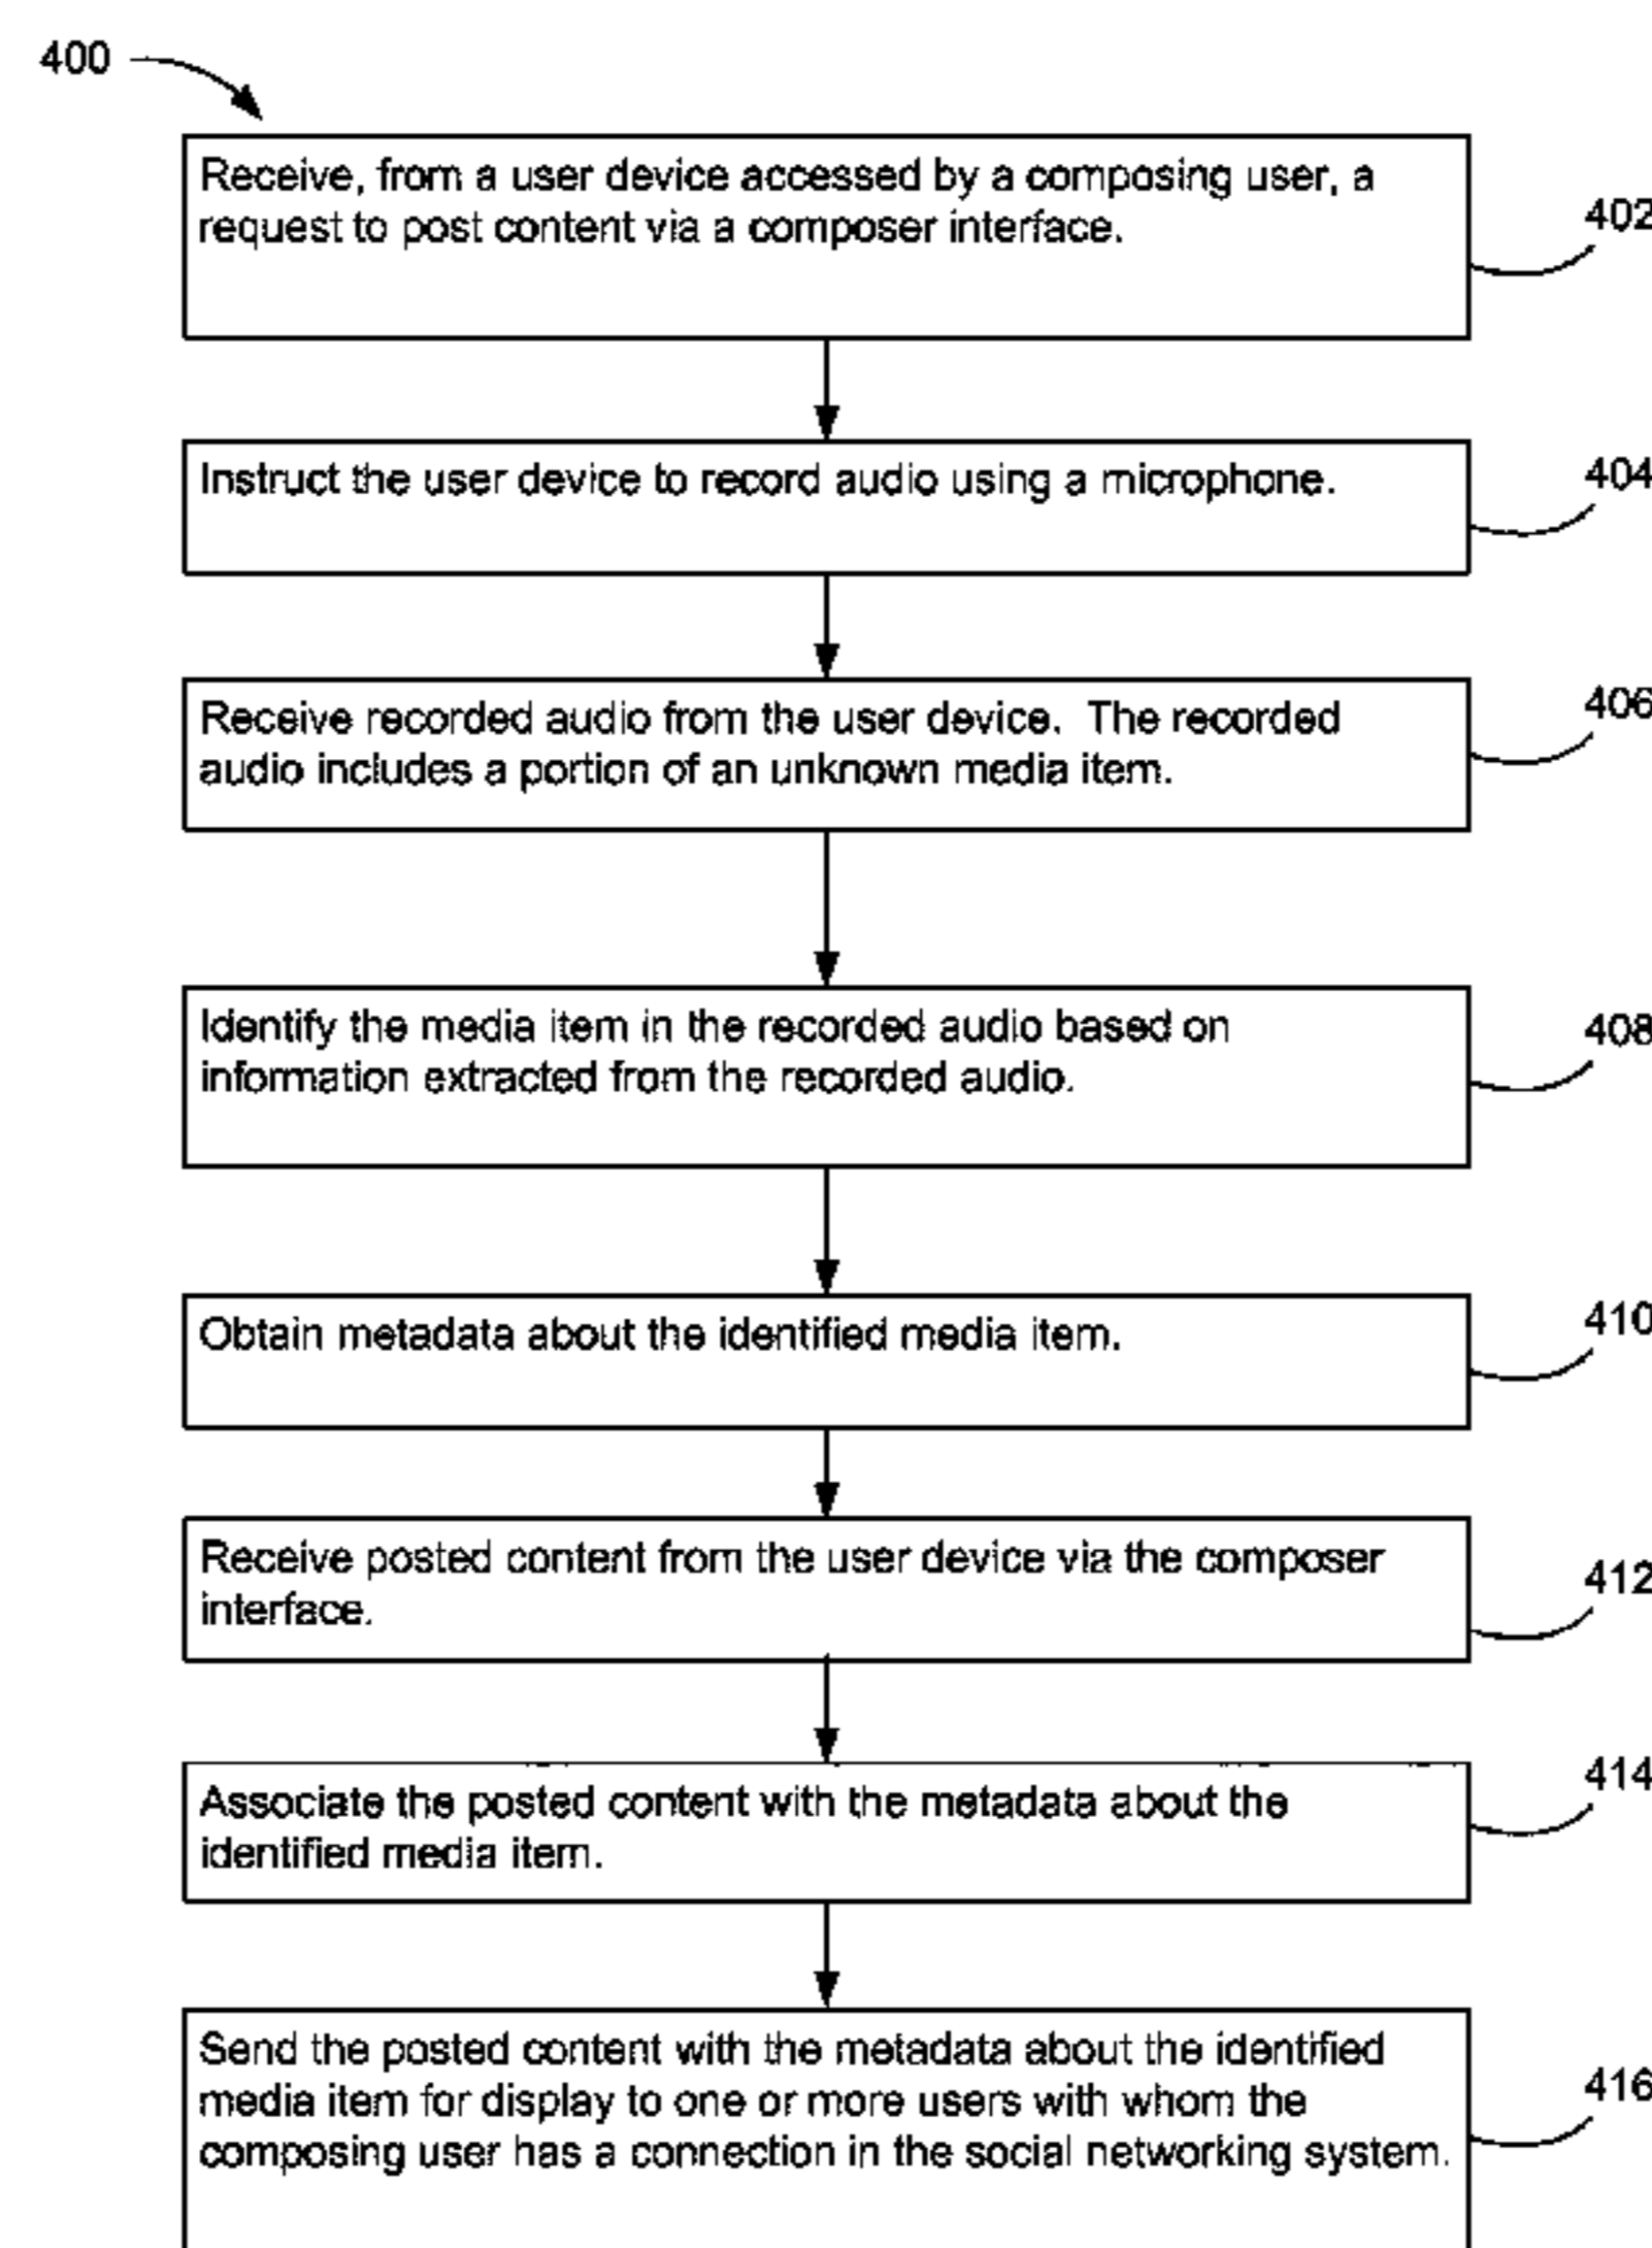 400
Receive, from a user device accessed by a composing user, a
request to post content via a composer interface.
402
Instruct the user device to record audio using a microphone.
404
Receive recorded audio from the user device.  The recorded
audio includes a portion of an unknown media item.
406
Identify the media item in the recorded audio based on
information extracted from the recorded audio.
408
Obtain metadata about the identified media item.
410
Receive posted content from the user device via the composer
interface.
412
Associate the posted content with the metadata about the
identified media item.
414
Send the posted content with the metadata about the identified
media item for display to one or more users with whom the
composing user has a connection in the social networking system.
416